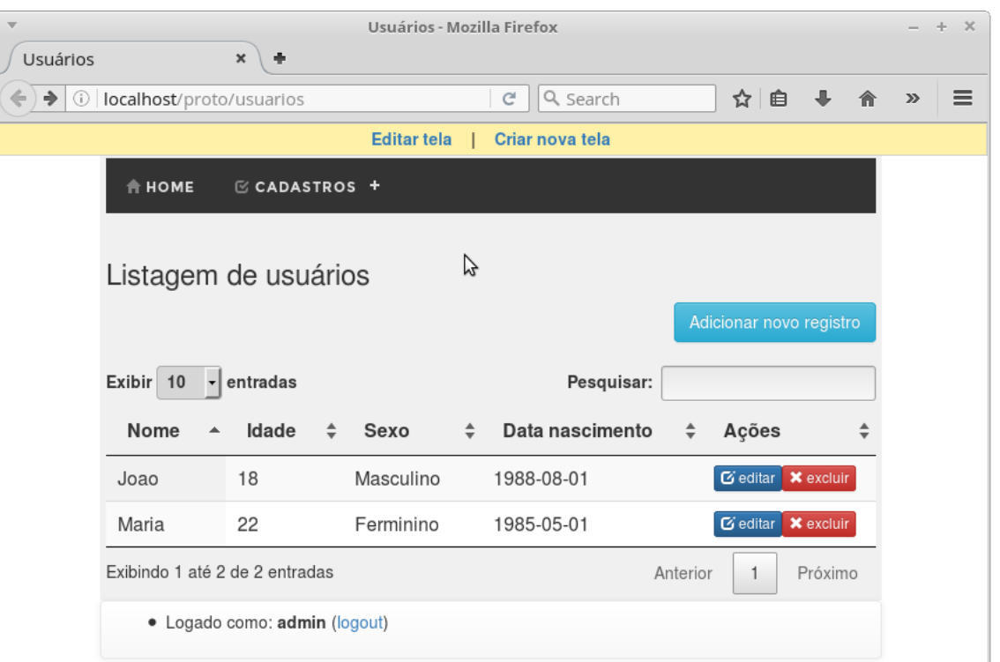 Usuários - Mozilla Firefox
Usuários
localhost/proto/usuarios Search
Editar tela | Criar nova tela
HOME CADASTROS +
Listagem de usuários
Adicionar novo registro
Exibir 10 entradas Pesquisar:
Nome Idade Sexo Data nascimento Ações
Joao 18 Masculino 1988-08-01 editar excluir
Maria 22 Ferminino 1985-05-01 editar excluir
Exibindo 1 até 2 de 2 entradas Anterior 1 Próximo
Logado como: admin (logout)